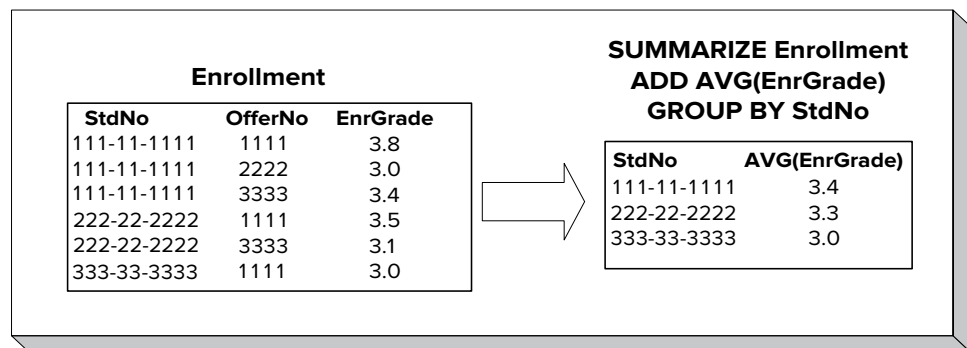 Enrollment
StdNo OfferNo EnrGrade
111-11-1111 1111 3.8
111-11-1111 2222 3.0
111-11-1111 3333 3.4
222-22-2222 1111 3.5
222-22-2222 3333 3.1
333-33-3333 1111 3.0
SUMMARIZE Enrollment
ADD AVG(EnrGrade)
GROUP BY StdNo
StdNo AVG(EnrGrade)
111-11-1111 3.4
222-22-2222 3.3
333-33-3333 3.0